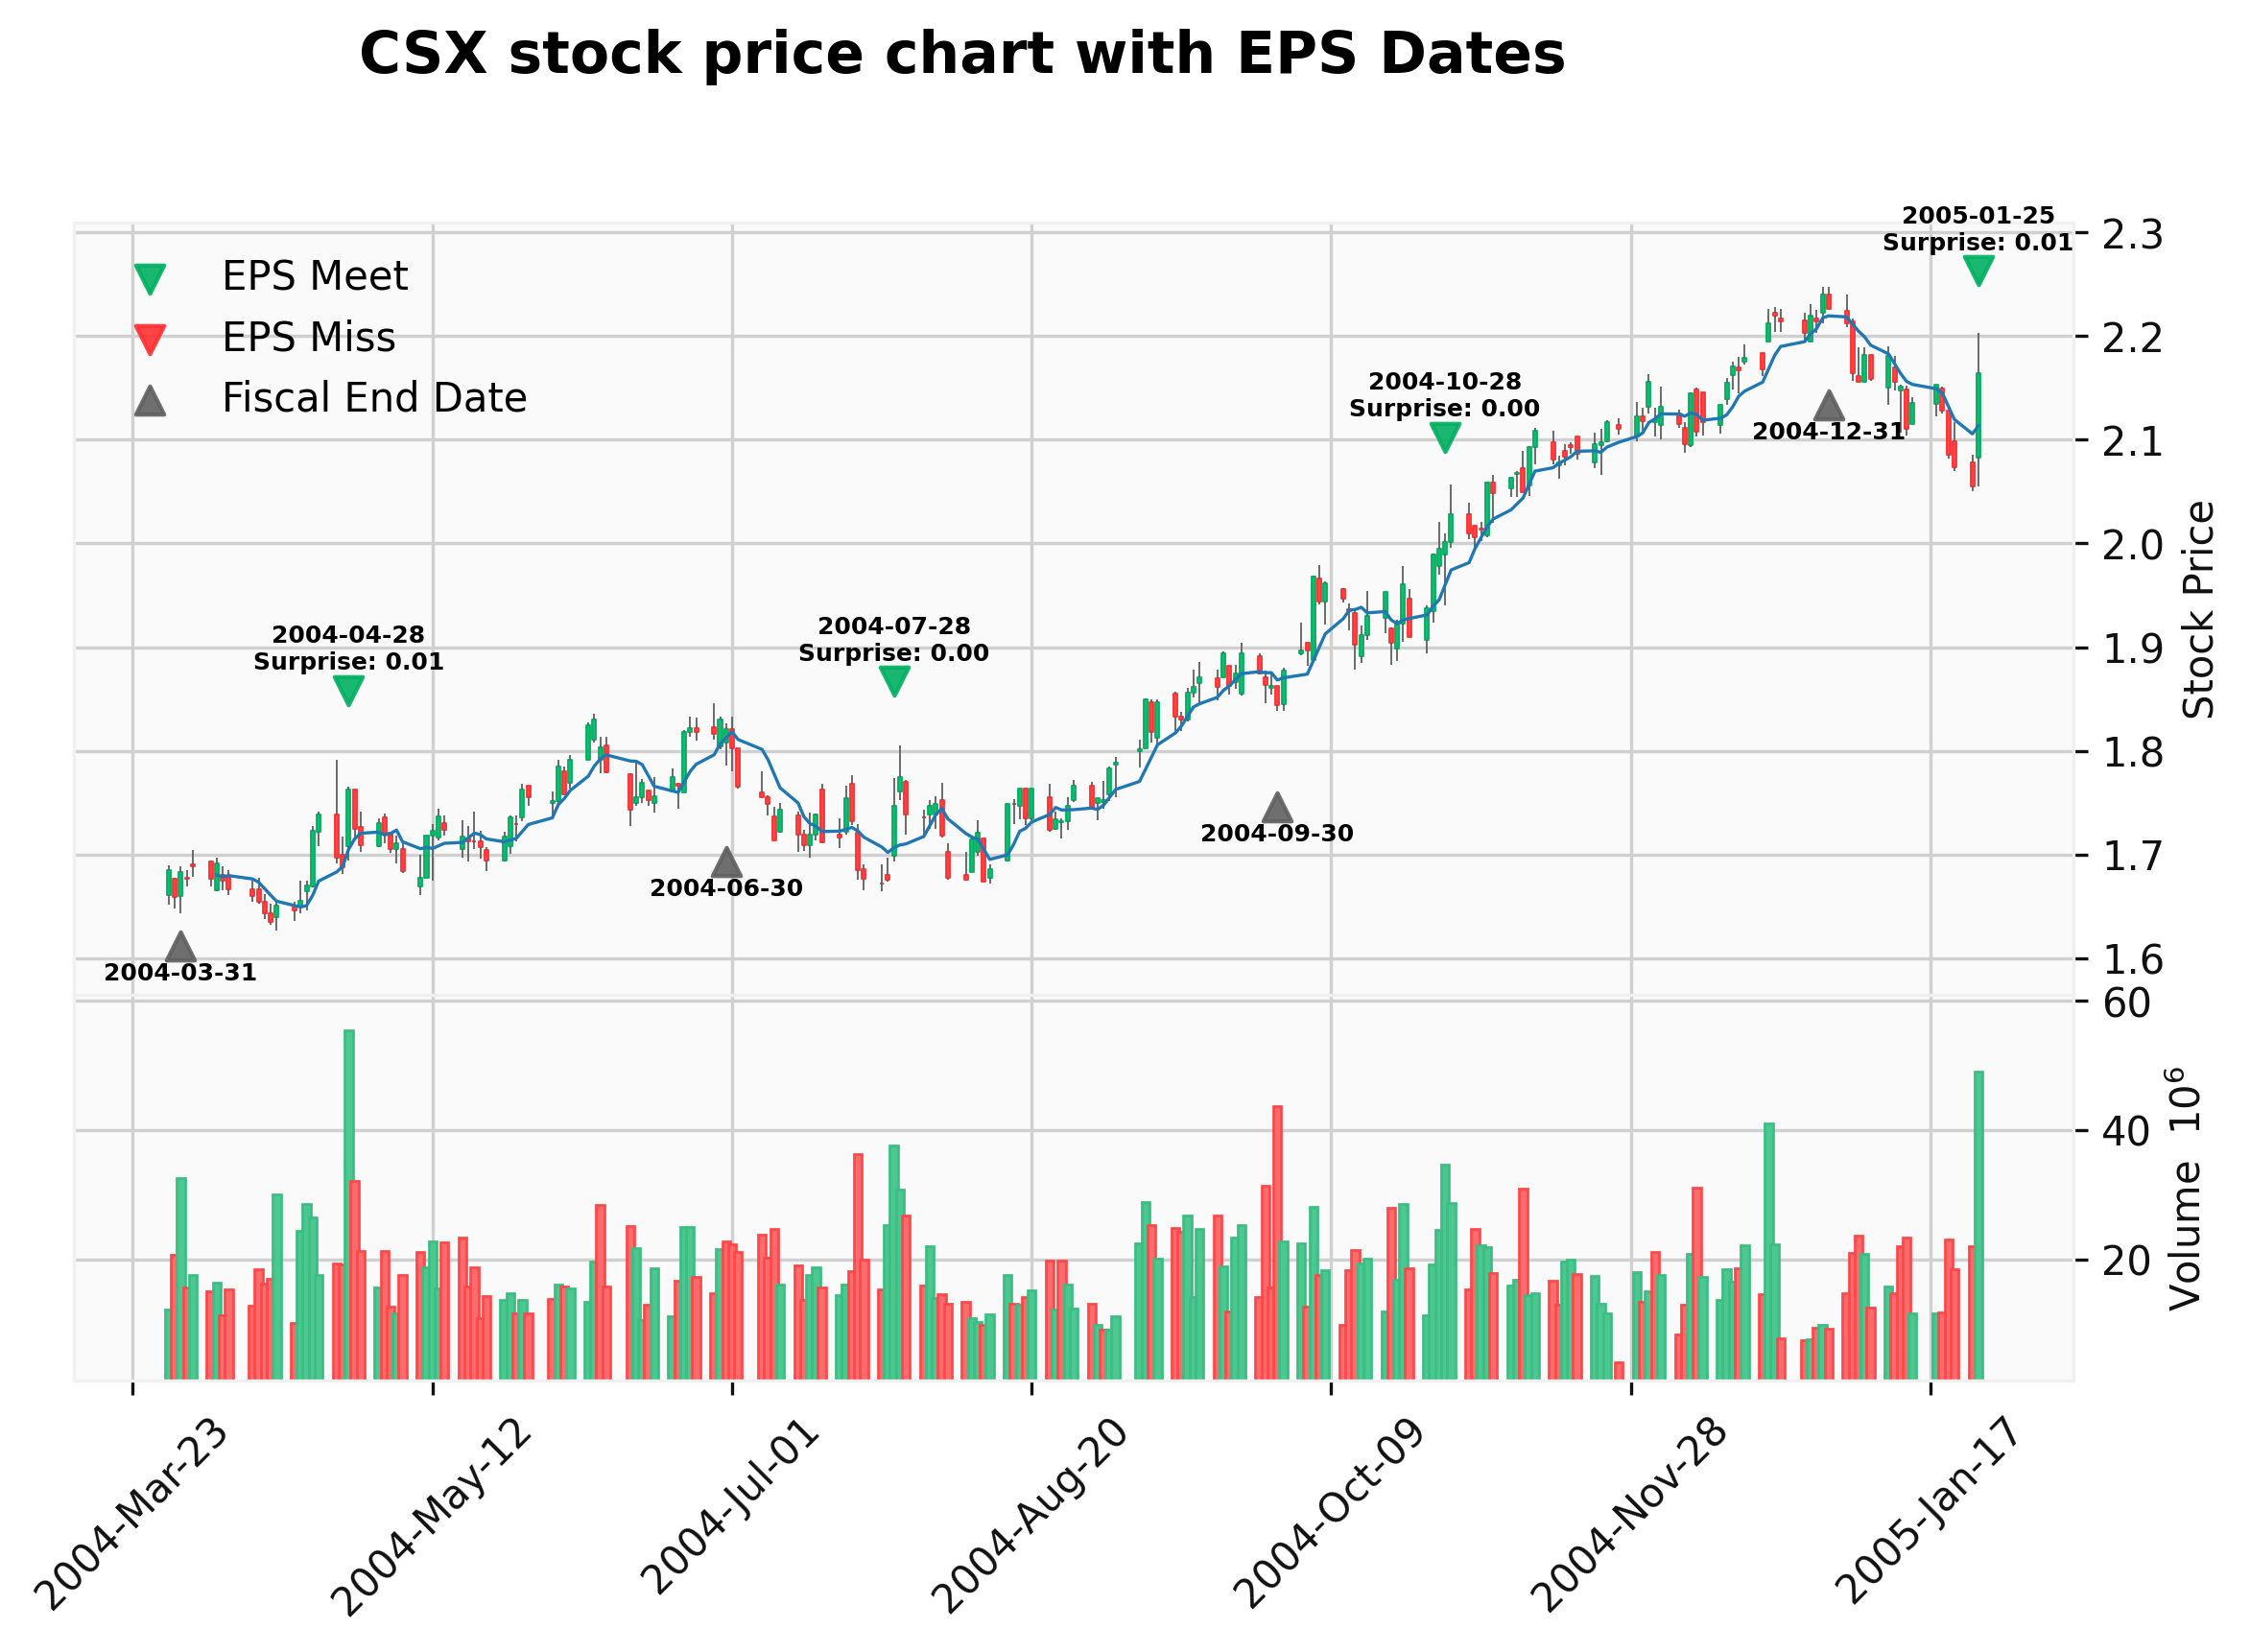 CSX stock price chart with EPS Dates
EPS Meet
EPS Miss
Fiscal End Date
2004-03-31
2004-04-28
Surprise: 0.01
2004-06-30
2004-07-28
Surprise: 0.00
2004-09-30
2004-10-28
Surprise: 0.00
2004-12-31
2005-01-25
Surprise: 0.01
2.3
2.2
2.1
2.0
1.9
1.8
1.7
1.6
Stock Price
60
40
20
Volume 10⁶
2004-Mar-23
2004-May-12
2004-Jul-01
2004-Aug-20
2004-Oct-09
2004-Nov-28
2005-Jan-17